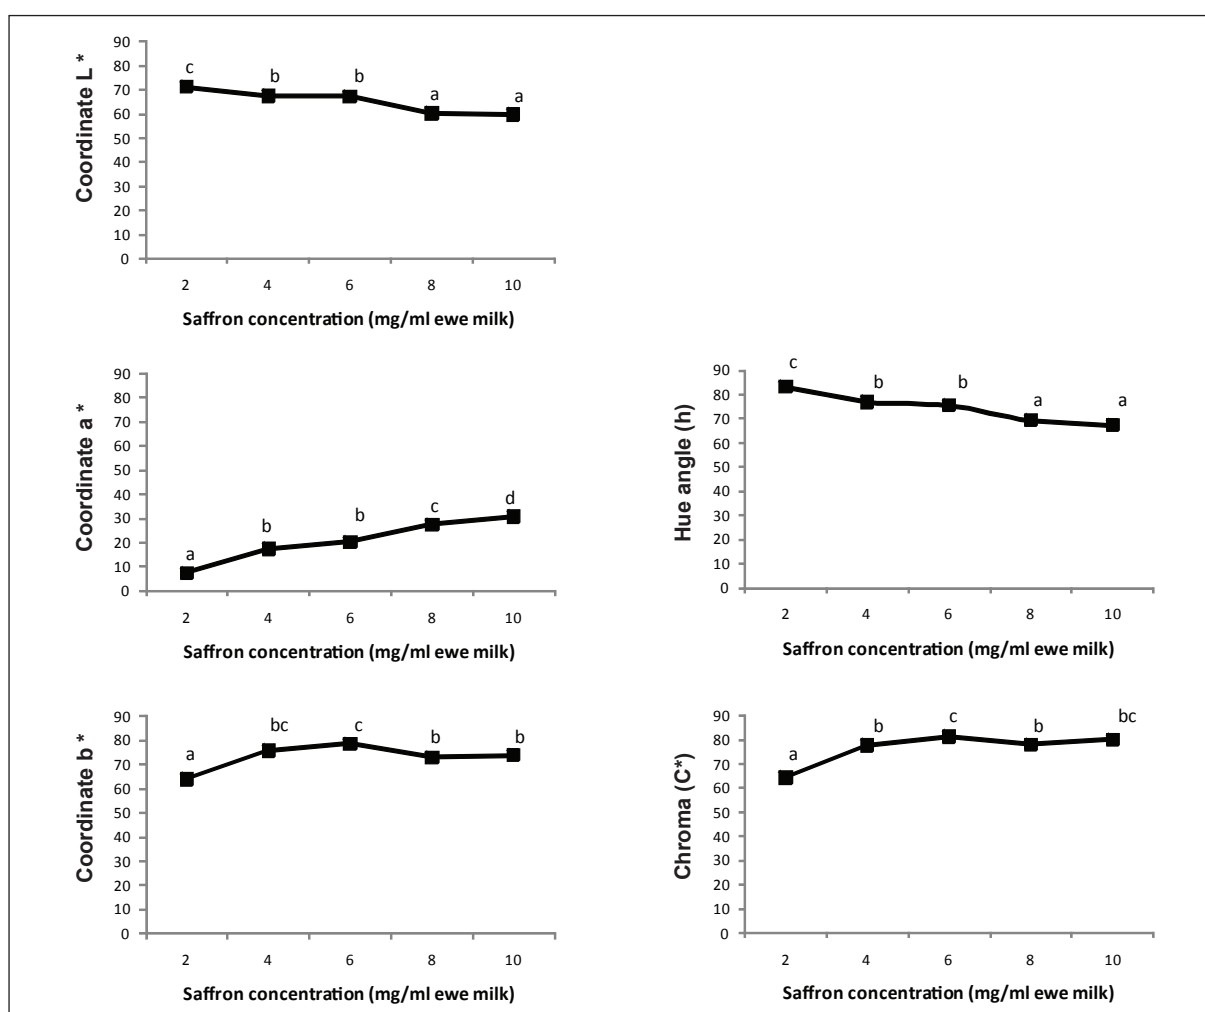 Coordinate L *
90
80
70
60
50
40
30
20
10
0
c
b
b
a
a
2 4 6 8 10
Saffron concentration (mg/ml ewe milk)
Coordinate a *
90
80
70
60
50
40
30
20
10
0
a
b
b
c
d
2 4 6 8 10
Saffron concentration (mg/ml ewe milk)
Hue angle (h)
90
80
70
60
50
40
30
20
10
0
c
b
b
a
a
2 4 6 8 10
Saffron concentration (mg/ml ewe milk)
Coordinate b *
90
80
70
60
50
40
30
20
10
0
a
bc
c
b
b
2 4 6 8 10
Saffron concentration (mg/ml ewe milk)
Chroma (C*)
90
80
70
60
50
40
30
20
10
0
a
b
c
b
bc
2 4 6 8 10
Saffron concentration (mg/ml ewe milk)